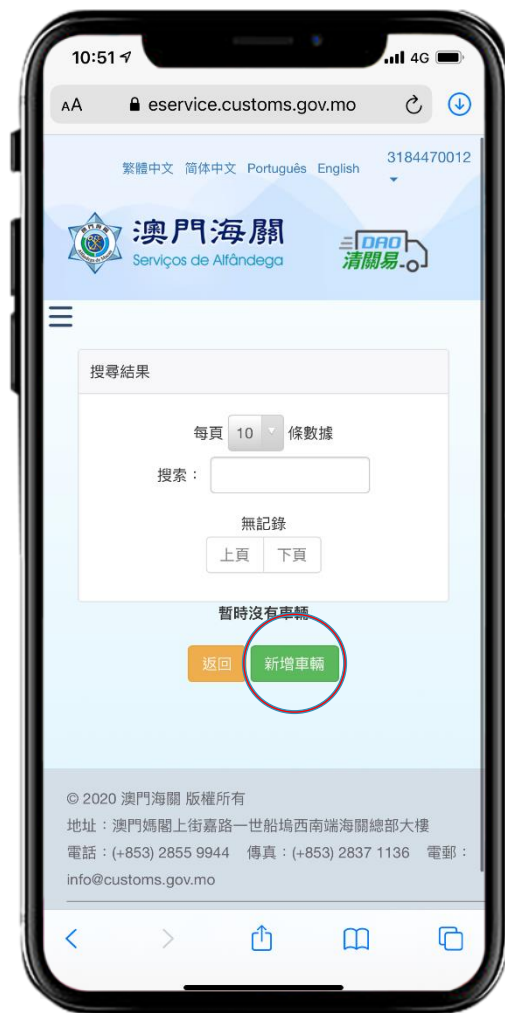 10:51 4G
AA eservice.customs.gov.mo
繁體中文 简体中文 Português English 3184470012
澳門海關
Serviços de Alfândega
DAO
清關易
搜尋結果
每頁 10 條數據
搜索：
無記錄
上頁 下頁
暫時沒有車輛
返回 新增車輛
© 2020 澳門海關 版權所有
地址：澳門媽閣上街嘉路一世船塢西南端海關總部大樓
電話：(+853) 2855 9944 傳真：(+853) 2837 1136 電郵：
info@customs.gov.mo